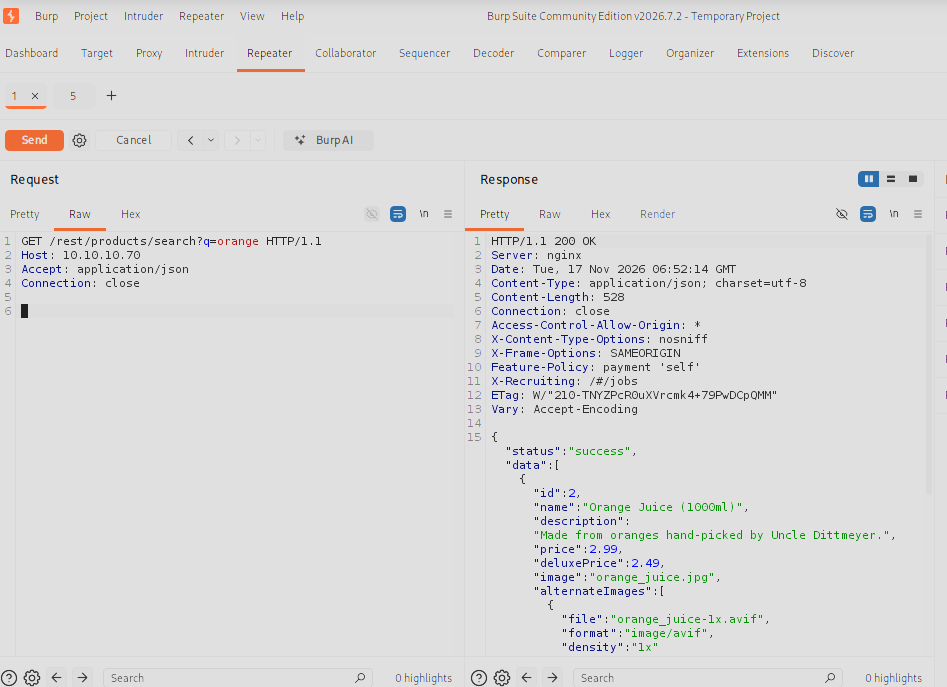 Burp Project Intruder Repeater View Help Burp Suite Community Edition v2026.7.2 - Temporary Project
Dashboard Target Proxy Intruder Repeater Collaborator Sequencer Decoder Comparer Logger Organizer Extensions Discover
1 × 5 +
Send Cancel < > Burp AI
Request
Pretty Raw Hex \n
1 GET /rest/products/search?q=orange HTTP/1.1
2 Host: 10.10.10.70
3 Accept: application/json
4 Connection: close
5
6
0 highlights
Search
Response
Pretty Raw Hex Render \n
1 HTTP/1.1 200 OK
2 Server: nginx
3 Date: Tue, 17 Nov 2026 06:52:14 GMT
4 Content-Type: application/json; charset=utf-8
5 Content-Length: 528
6 Connection: close
7 Access-Control-Allow-Origin: *
8 X-Content-Type-Options: nosniff
9 X-Frame-Options: SAMEORIGIN
10 Feature-Policy: payment 'self'
11 X-Recruiting: /#/jobs
12 ETag: W/"210-TNYZPcR0uXVrcmk4+79PwDCpQMM"
13 Vary: Accept-Encoding
14
15 {
"status":"success",
"data":[
{
"id":2,
"name":"Orange Juice (1000ml)",
"description":
"Made from oranges hand-picked by Uncle Dittmeyer.",
"price":2.99,
"deluxePrice":2.49,
"image":"orange_juice.jpg",
"alternateImages":[
{
"file":"orange_juice-1x.avif",
"format":"image/avif",
"density":"1x"
Search
0 highlights